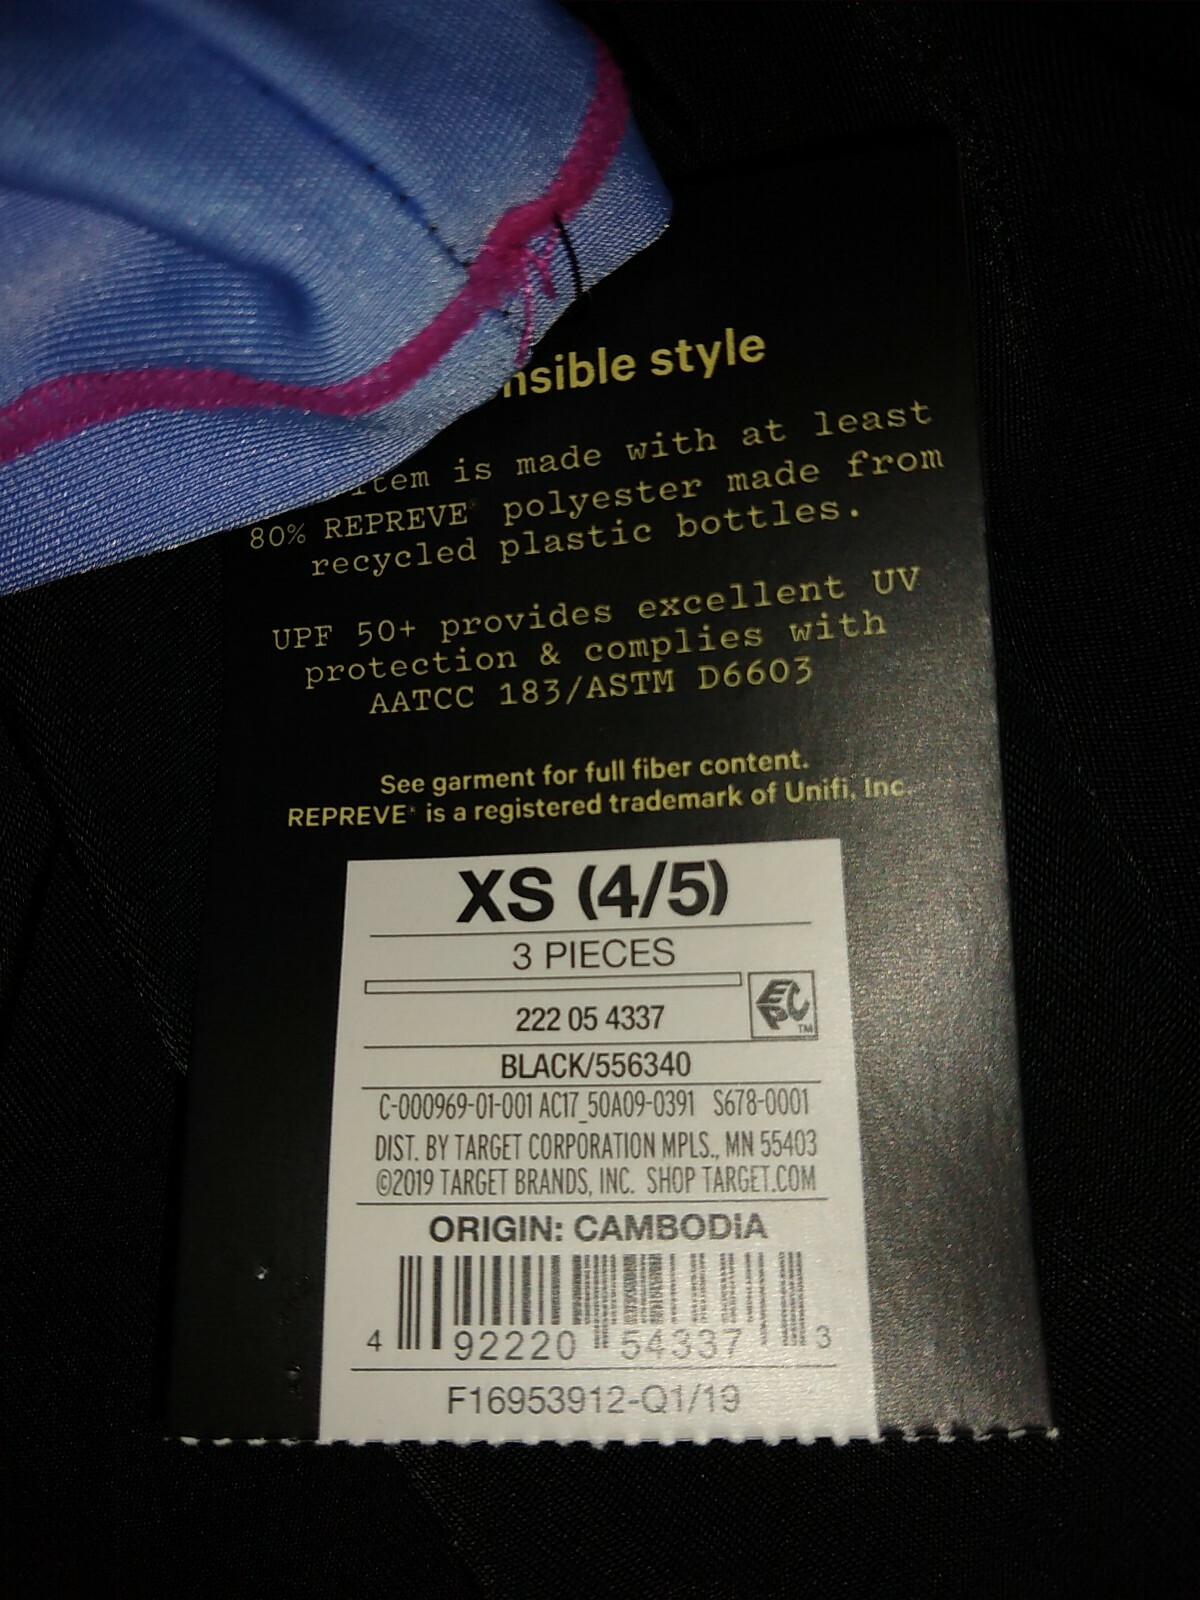 style
is made with at least
80% REPREVE® polyester made from
recycled plastic bottles.
UPF 50+ provides excellent UV
protection & complies with
AATCC 183/ASTM D6603
See garment for full fiber content.
REPREVE® is a registered trademark of Unifi, Inc.
XS (4/5)
3 PIECES
222 05 4337
EPC™
BLACK/556340
C-000969-01-001 AC17_50A09-0391 S678-0001
DIST. BY TARGET CORPORATION MPLS., MN 55403
©2019 TARGET BRANDS, INC. SHOP TARGET.COM
ORIGIN: CAMBODiA
4 92220 54337 3
F16953912-Q1/19